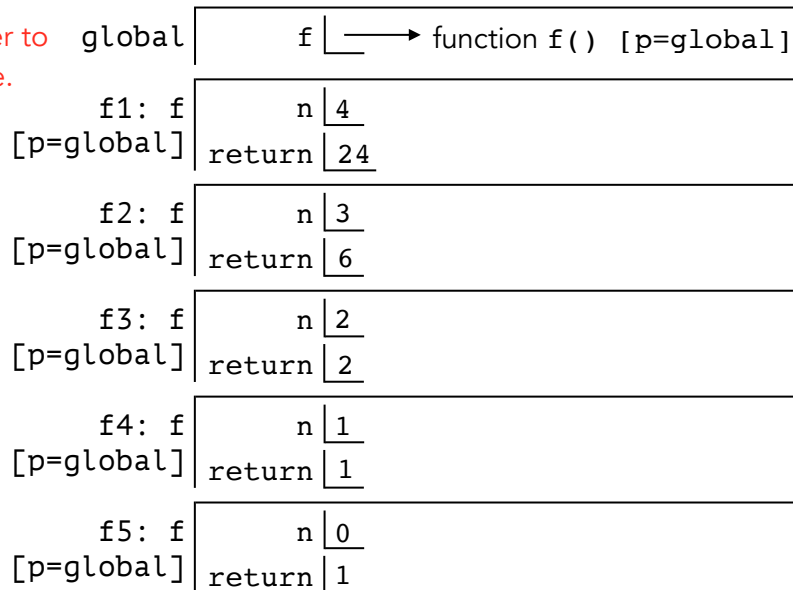 er to global f function f() [p=global]
e.
f1: f n 4
[p=global] return 24
f2: f n 3
[p=global] return 6
f3: f n 2
[p=global] return 2
f4: f n 1
[p=global] return 1
f5: f n 0
[p=global] return 1